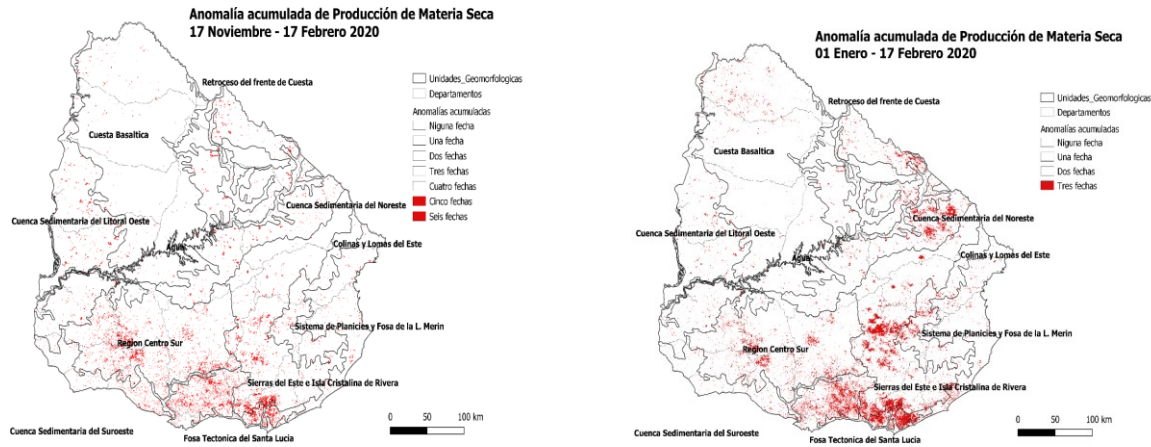 Anomalía acumulada de Producción de Materia Seca
17 Noviembre - 17 Febrero 2020
Retroceso del frente de Cuesta
Unidades_Geomorfologicas
Departamentos
Anomalías acumuladas
Niguna fecha
Una fecha
Dos fechas
Tres fechas
Cuatro fechas
Cinco fechas
Seis fechas
Cuesta Basaltica
Cuenca Sedimentaria del Noreste
Cuenca Sedimentaria del Litoral Oeste
Colinas y Lomas del Este
Sistema de Planicies y Fosa de la L. Merin
Region Centro Sur
Sierras del Este e Isla Cristalina de Rivera
0 50 100 km
Cuenca Sedimentaria del Suroeste
Fosa Tectonica del Santa Lucia
Anomalía acumulada de Producción de Materia Seca
01 Enero - 17 Febrero 2020
Retroceso del frente de Cuesta
Unidades_Geomorfologicas
Departamentos
Anomalías acumuladas
Niguna fecha
Una fecha
Dos fechas
Tres fechas
Cuesta Basaltica
Cuenca Sedimentaria del Noreste
Cuenca Sedimentaria del Litoral Oeste
Colinas y Lomas del Este
Sistema de Planicies y Fosa de la L. Merin
Region Centro Sur
Sierras del Este e Isla Cristalina de Rivera
0 50 100 km
Cuenca Sedimentaria del Suroeste
Fosa Tectonica del Santa Lucia